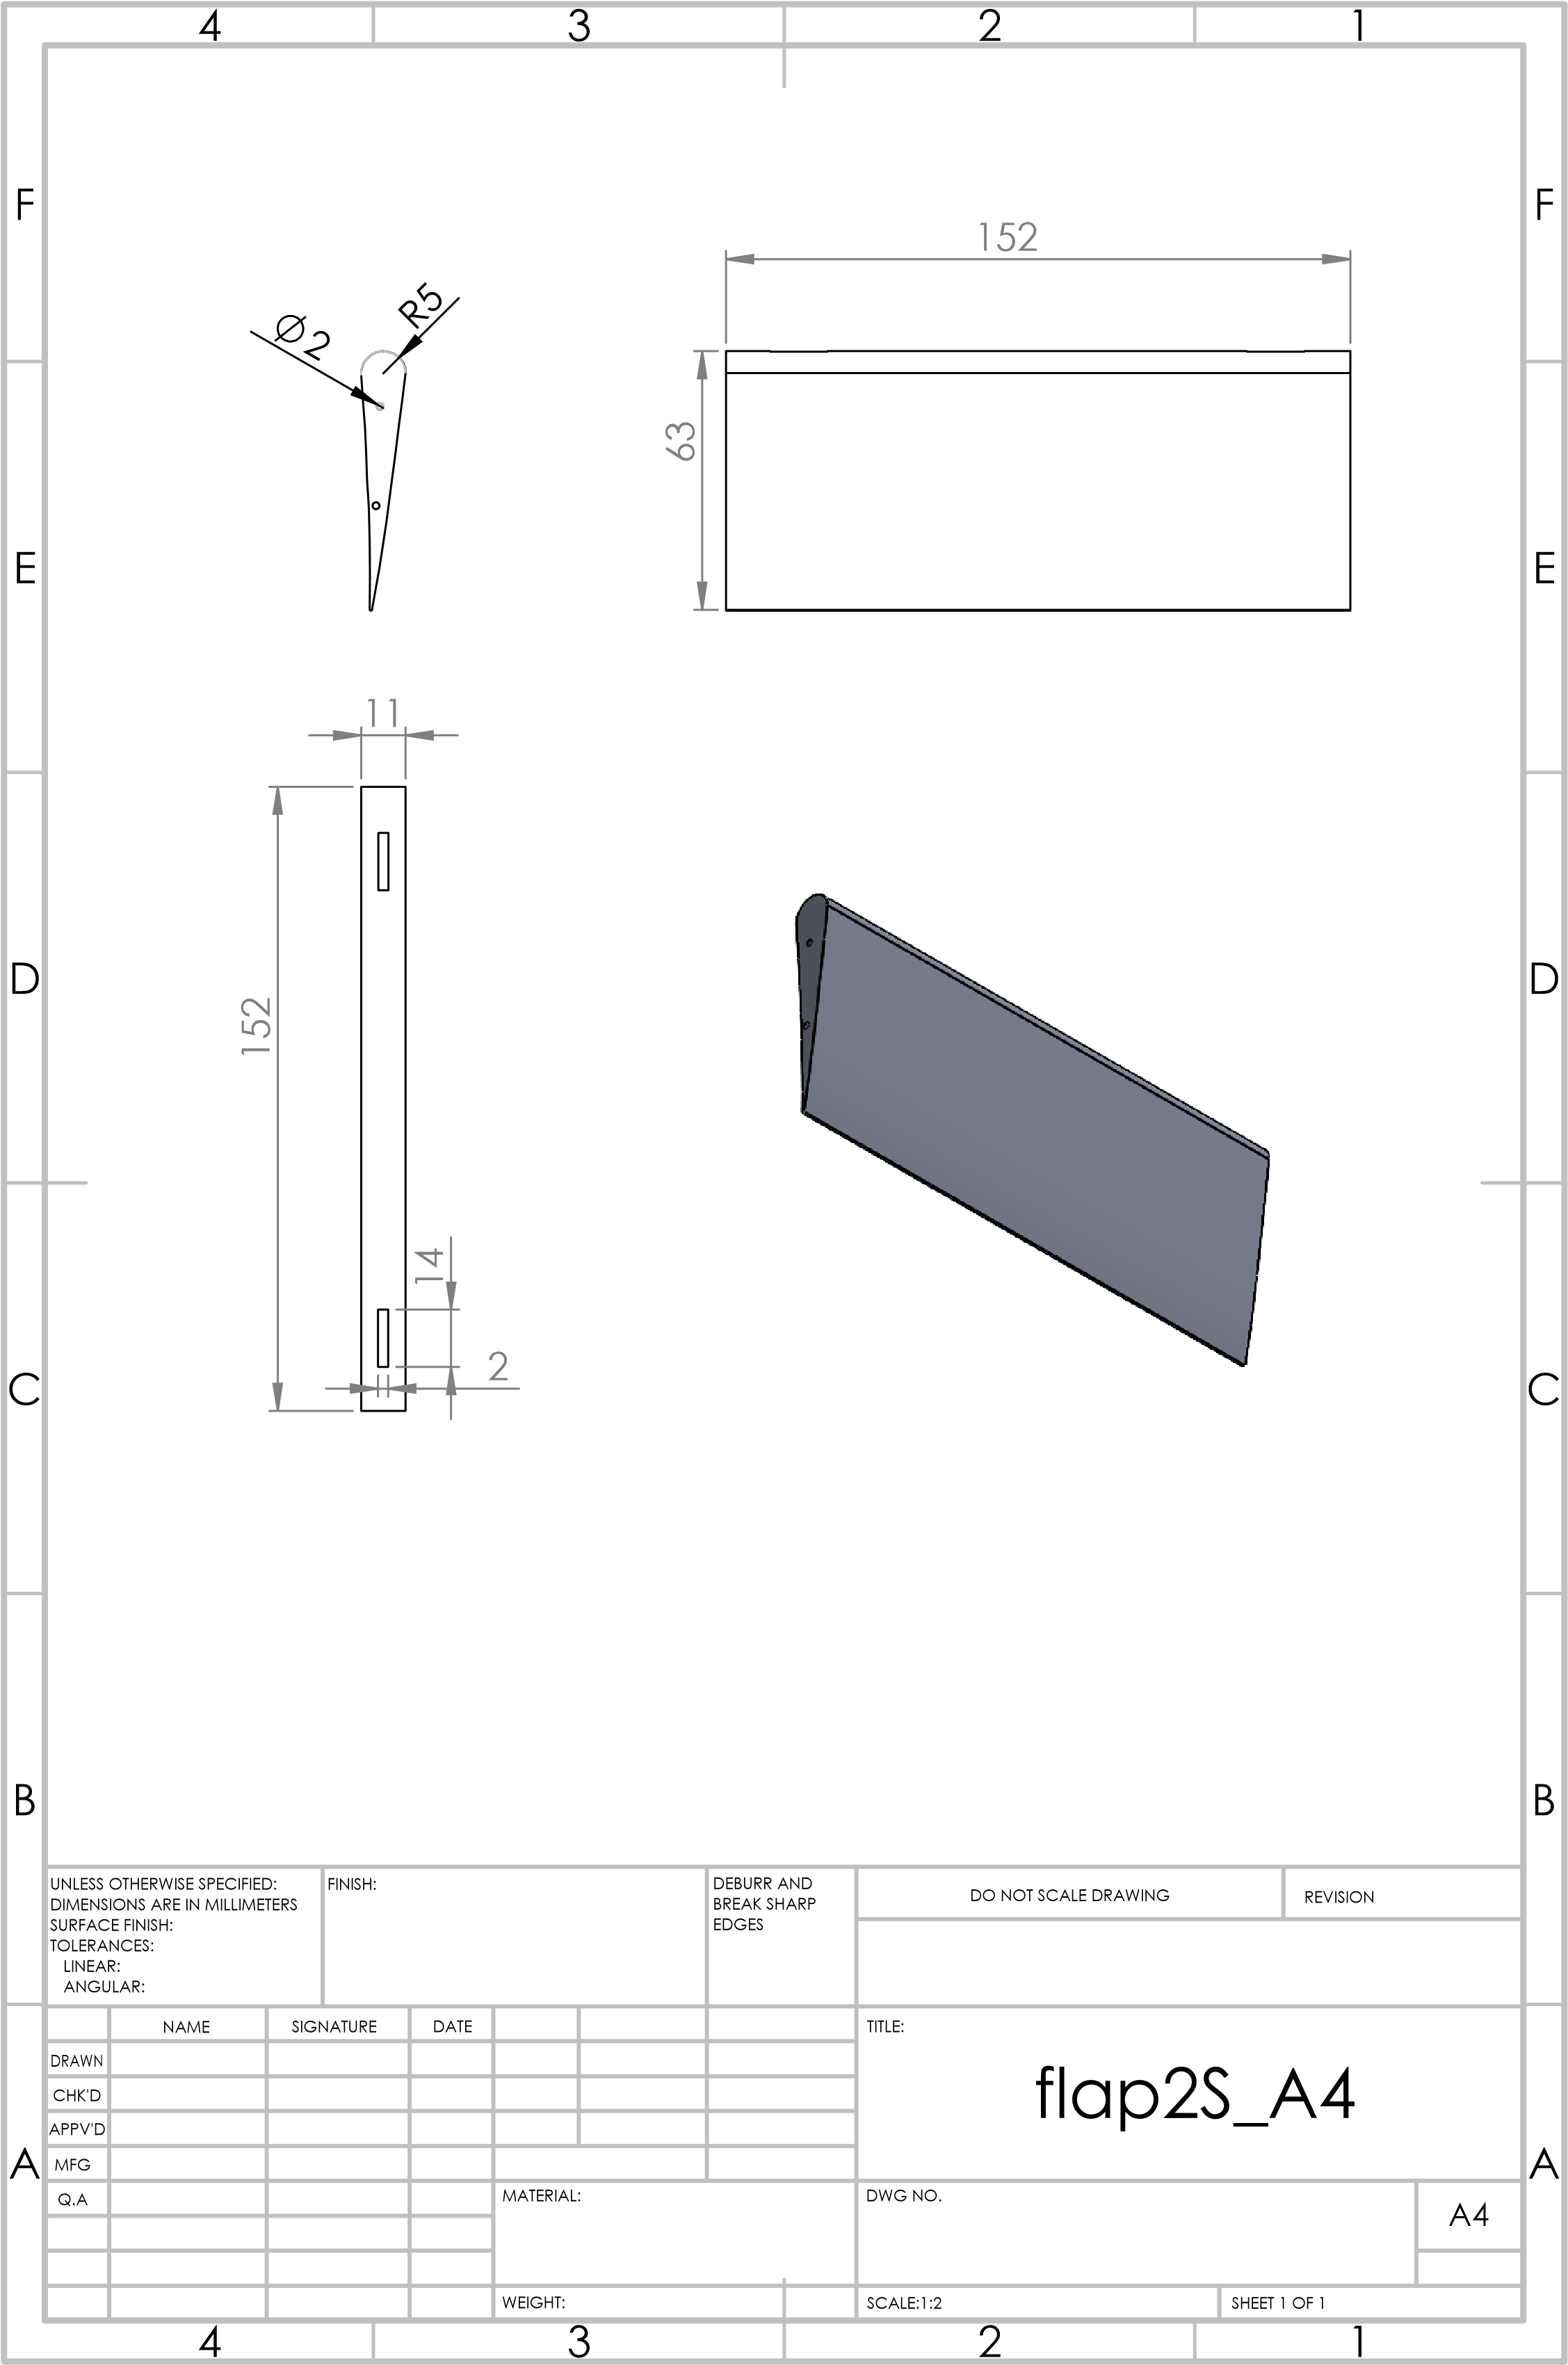 4 3 2 1
F F
152
R5
⌀2
63
E E
11
D D
152
14
2
C C
B B
UNLESS OTHERWISE SPECIFIED:
DIMENSIONS ARE IN MILLIMETERS
SURFACE FINISH:
TOLERANCES:
LINEAR:
ANGULAR:
FINISH:
DEBURR AND
BREAK SHARP
EDGES
DO NOT SCALE DRAWING
REVISION
NAME SIGNATURE DATE
DRAWN
CHK'D
APPV'D
MFG
Q.A
TITLE:
flap2S_A4
A A
MATERIAL:
DWG NO.
A4
WEIGHT:
SCALE:1:2
SHEET 1 OF 1
4 3 2 1